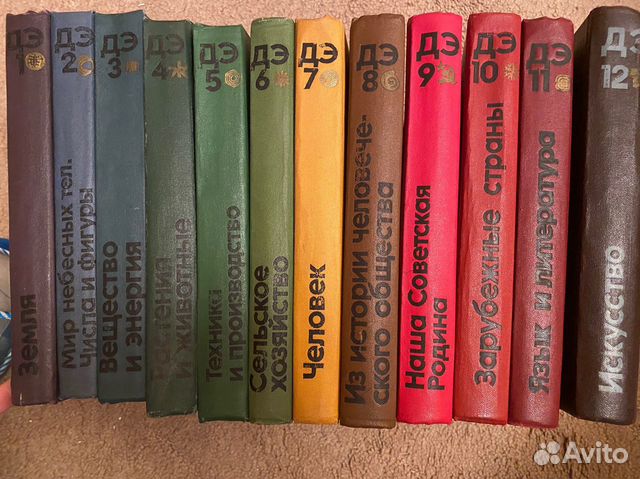 ДЭ
1
Земля
ДЭ
2
Мир небесных тел.
Числа и фигуры
ДЭ
3
Вещество
и энергия
ДЭ
4
Растения
и животные
ДЭ
5
Техника
и производство
ДЭ
6
Сельское
хозяйство
ДЭ
7
Человек
ДЭ
8
Из истории человече-
ского общества
ДЭ
9
Наша Советская
Родина
ДЭ
10
Зарубежные страны
ДЭ
11
Язык и литература
ДЭ
12
Искусство
Avito